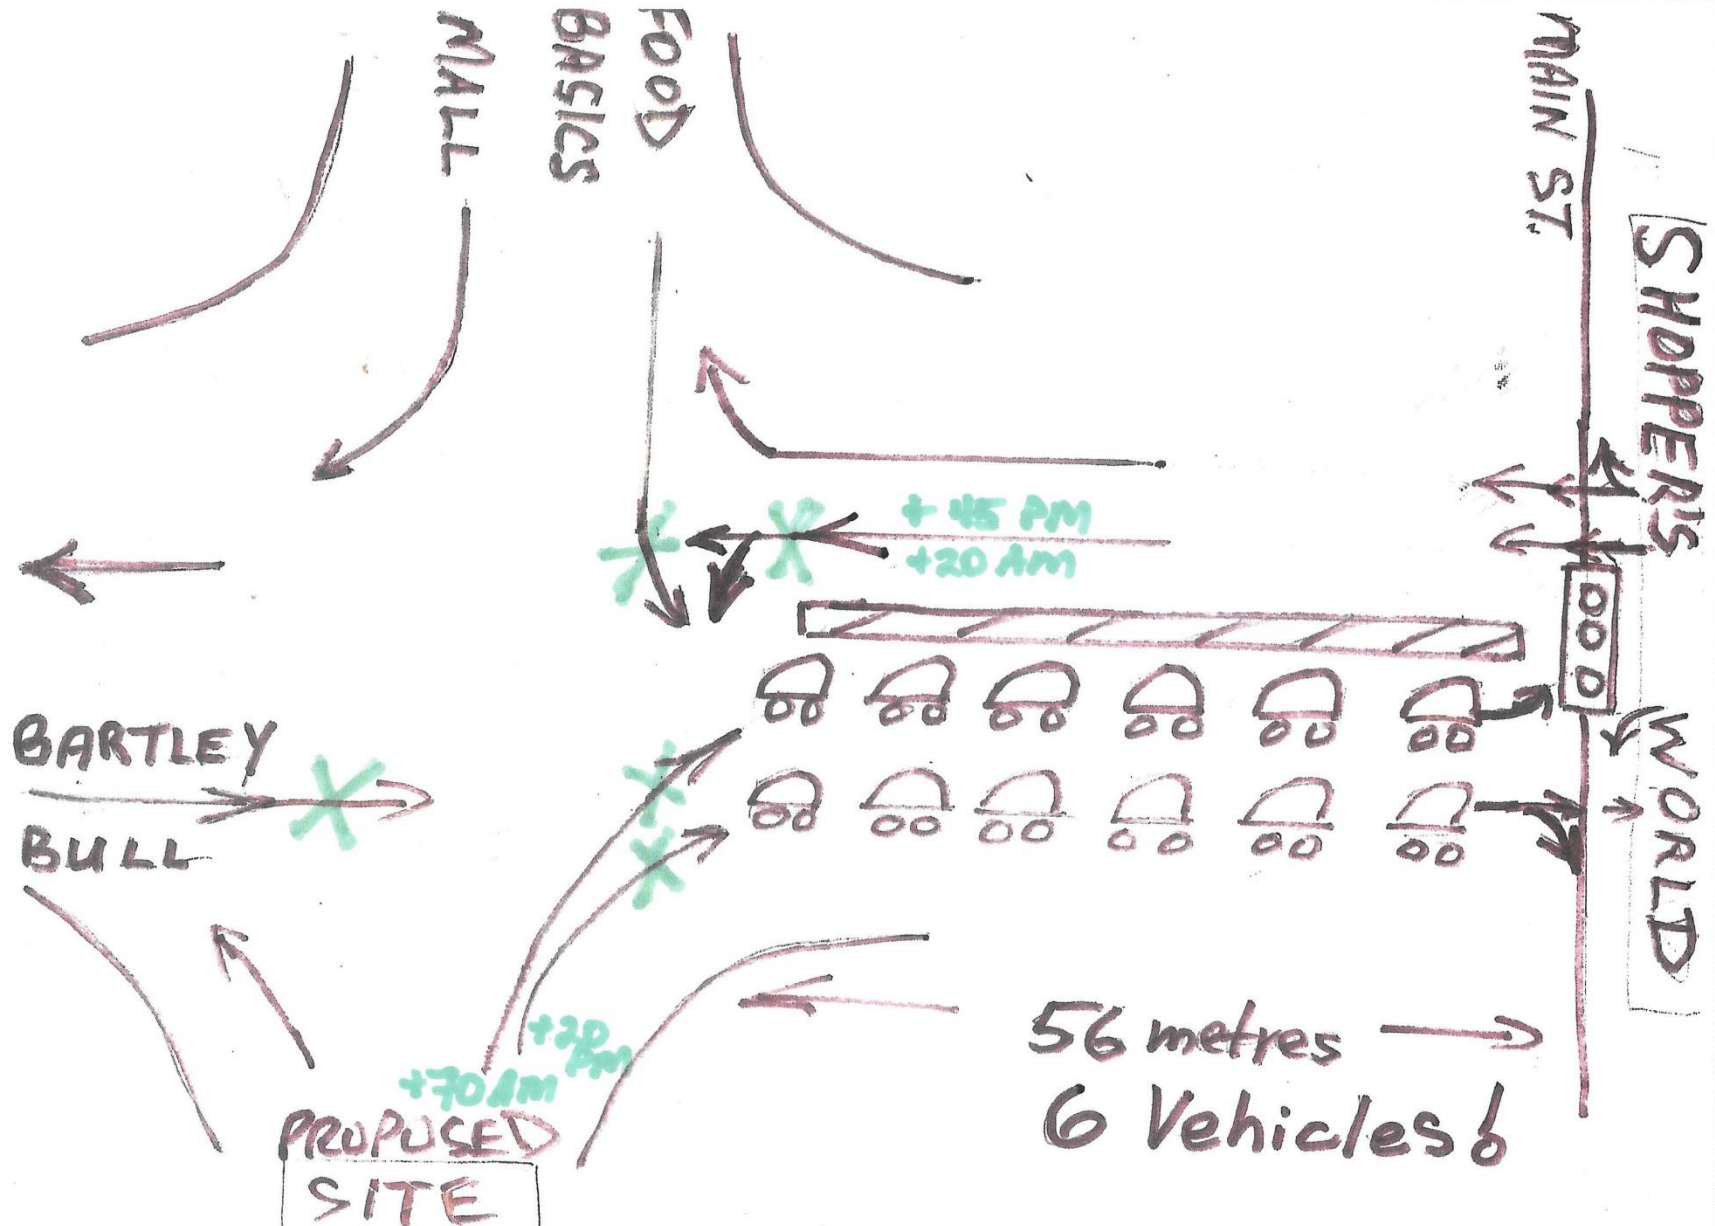 FOOD
BASICS
MALL
MAIN ST.
SHOPPER'S
WORLD
+ 45 PM
+20 AM
BARTLEY
BULL
+20
PM
+70 AM
PROPOSED
SITE
56 metres
6 Vehicles